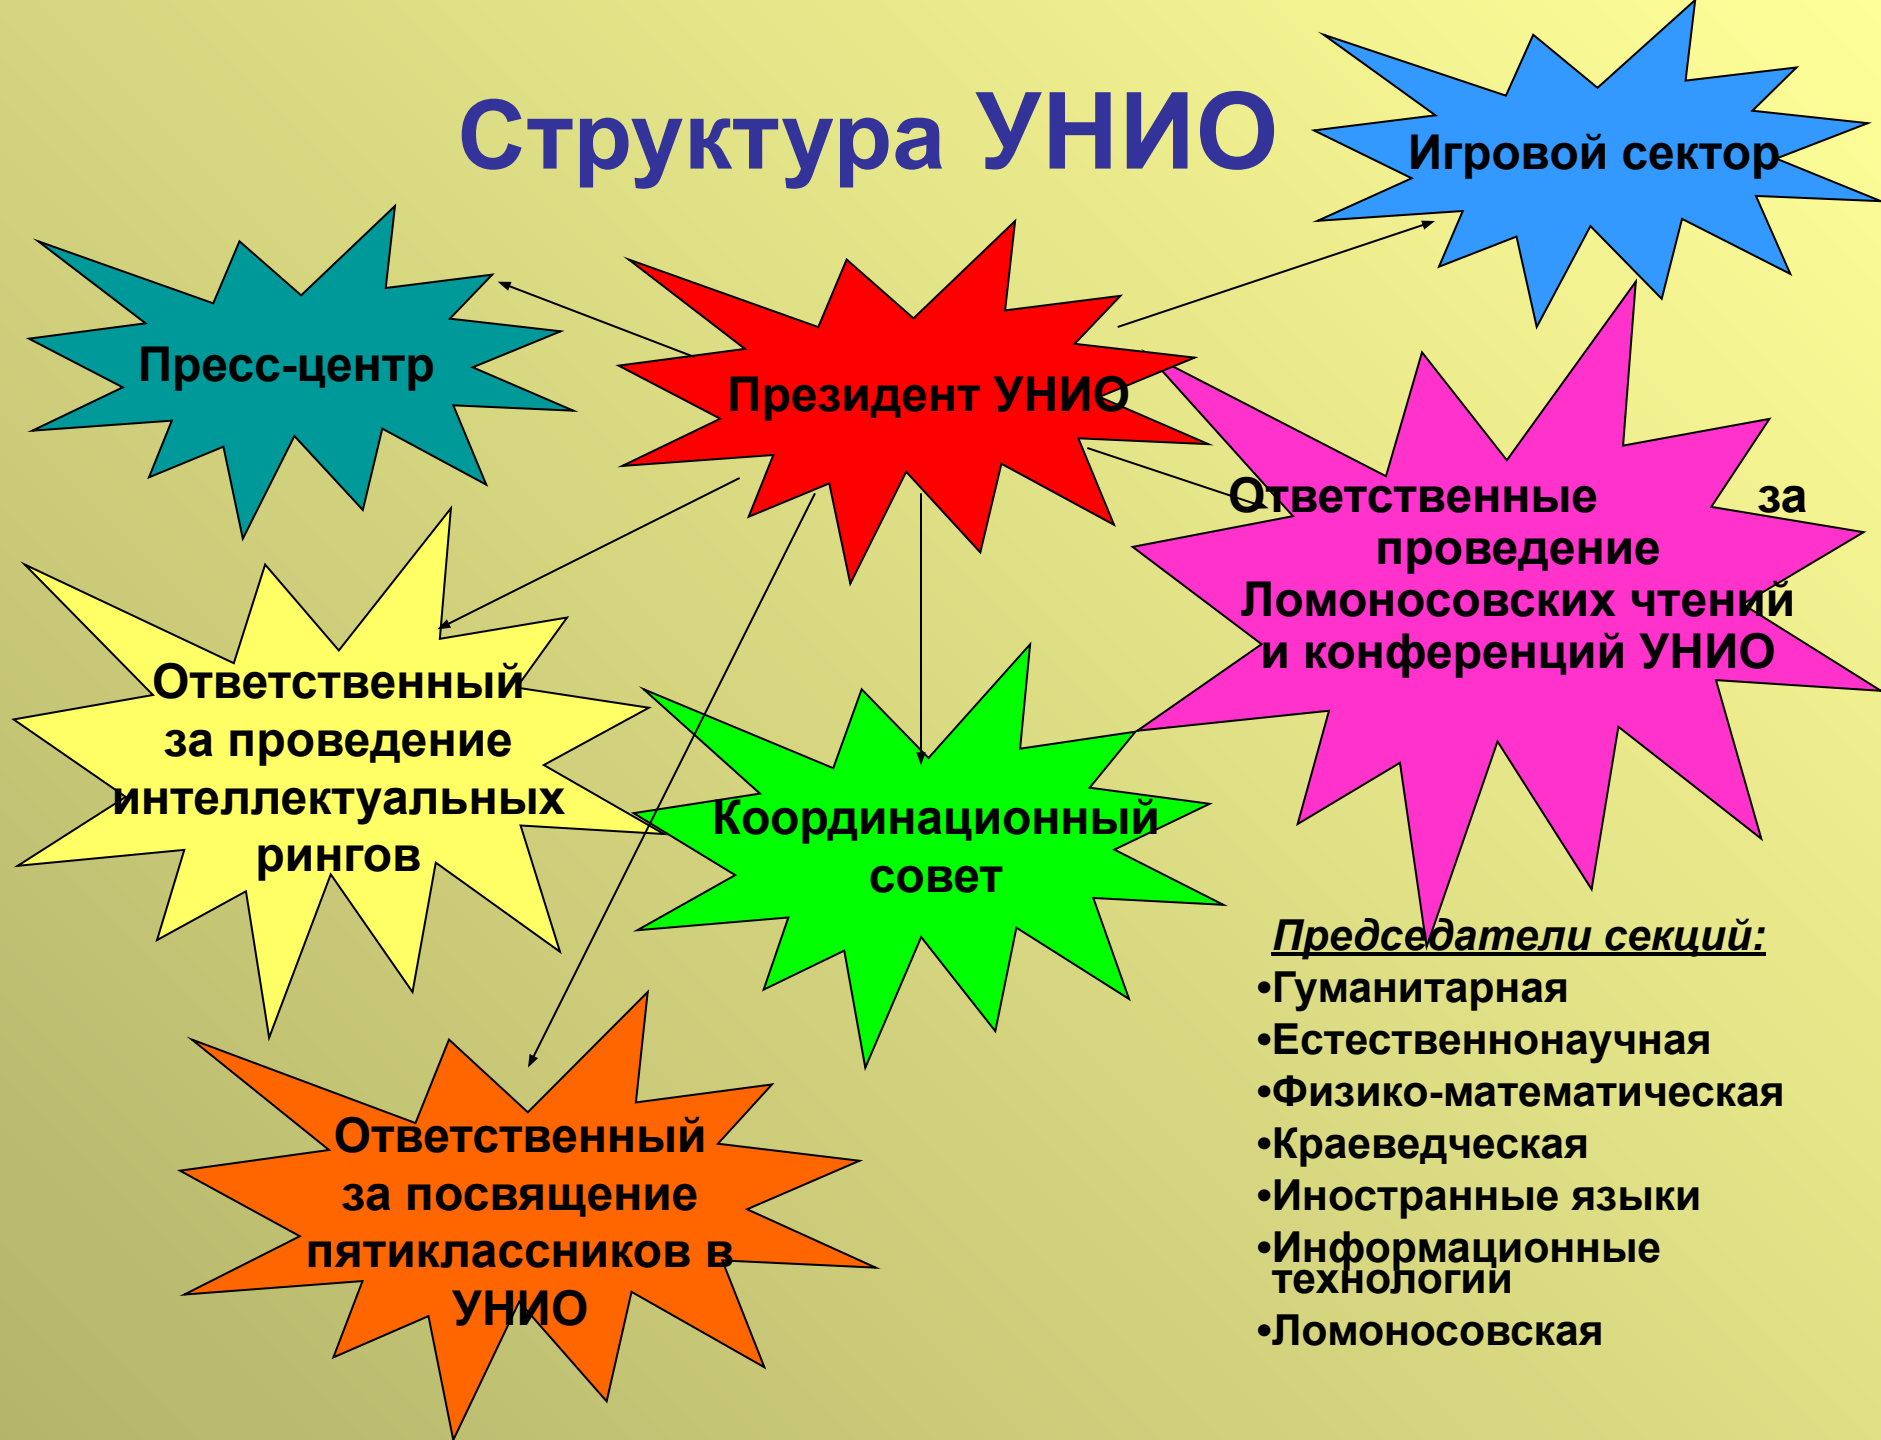 Структура УНИО
Игровой сектор
Пресс-центр
Президент УНИО
Ответственные за
проведение
Ломоносовских чтений
и конференций УНИО
Ответственный
за проведение
интеллектуальных
рингов
Координационный
совет
Ответственный
за посвящение
пятиклассников в
УНИО
Председатели секций:
•Гуманитарная
•Естественнонаучная
•Физико-математическая
•Краеведческая
•Иностранные языки
•Информационные
технологии
•Ломоносовская